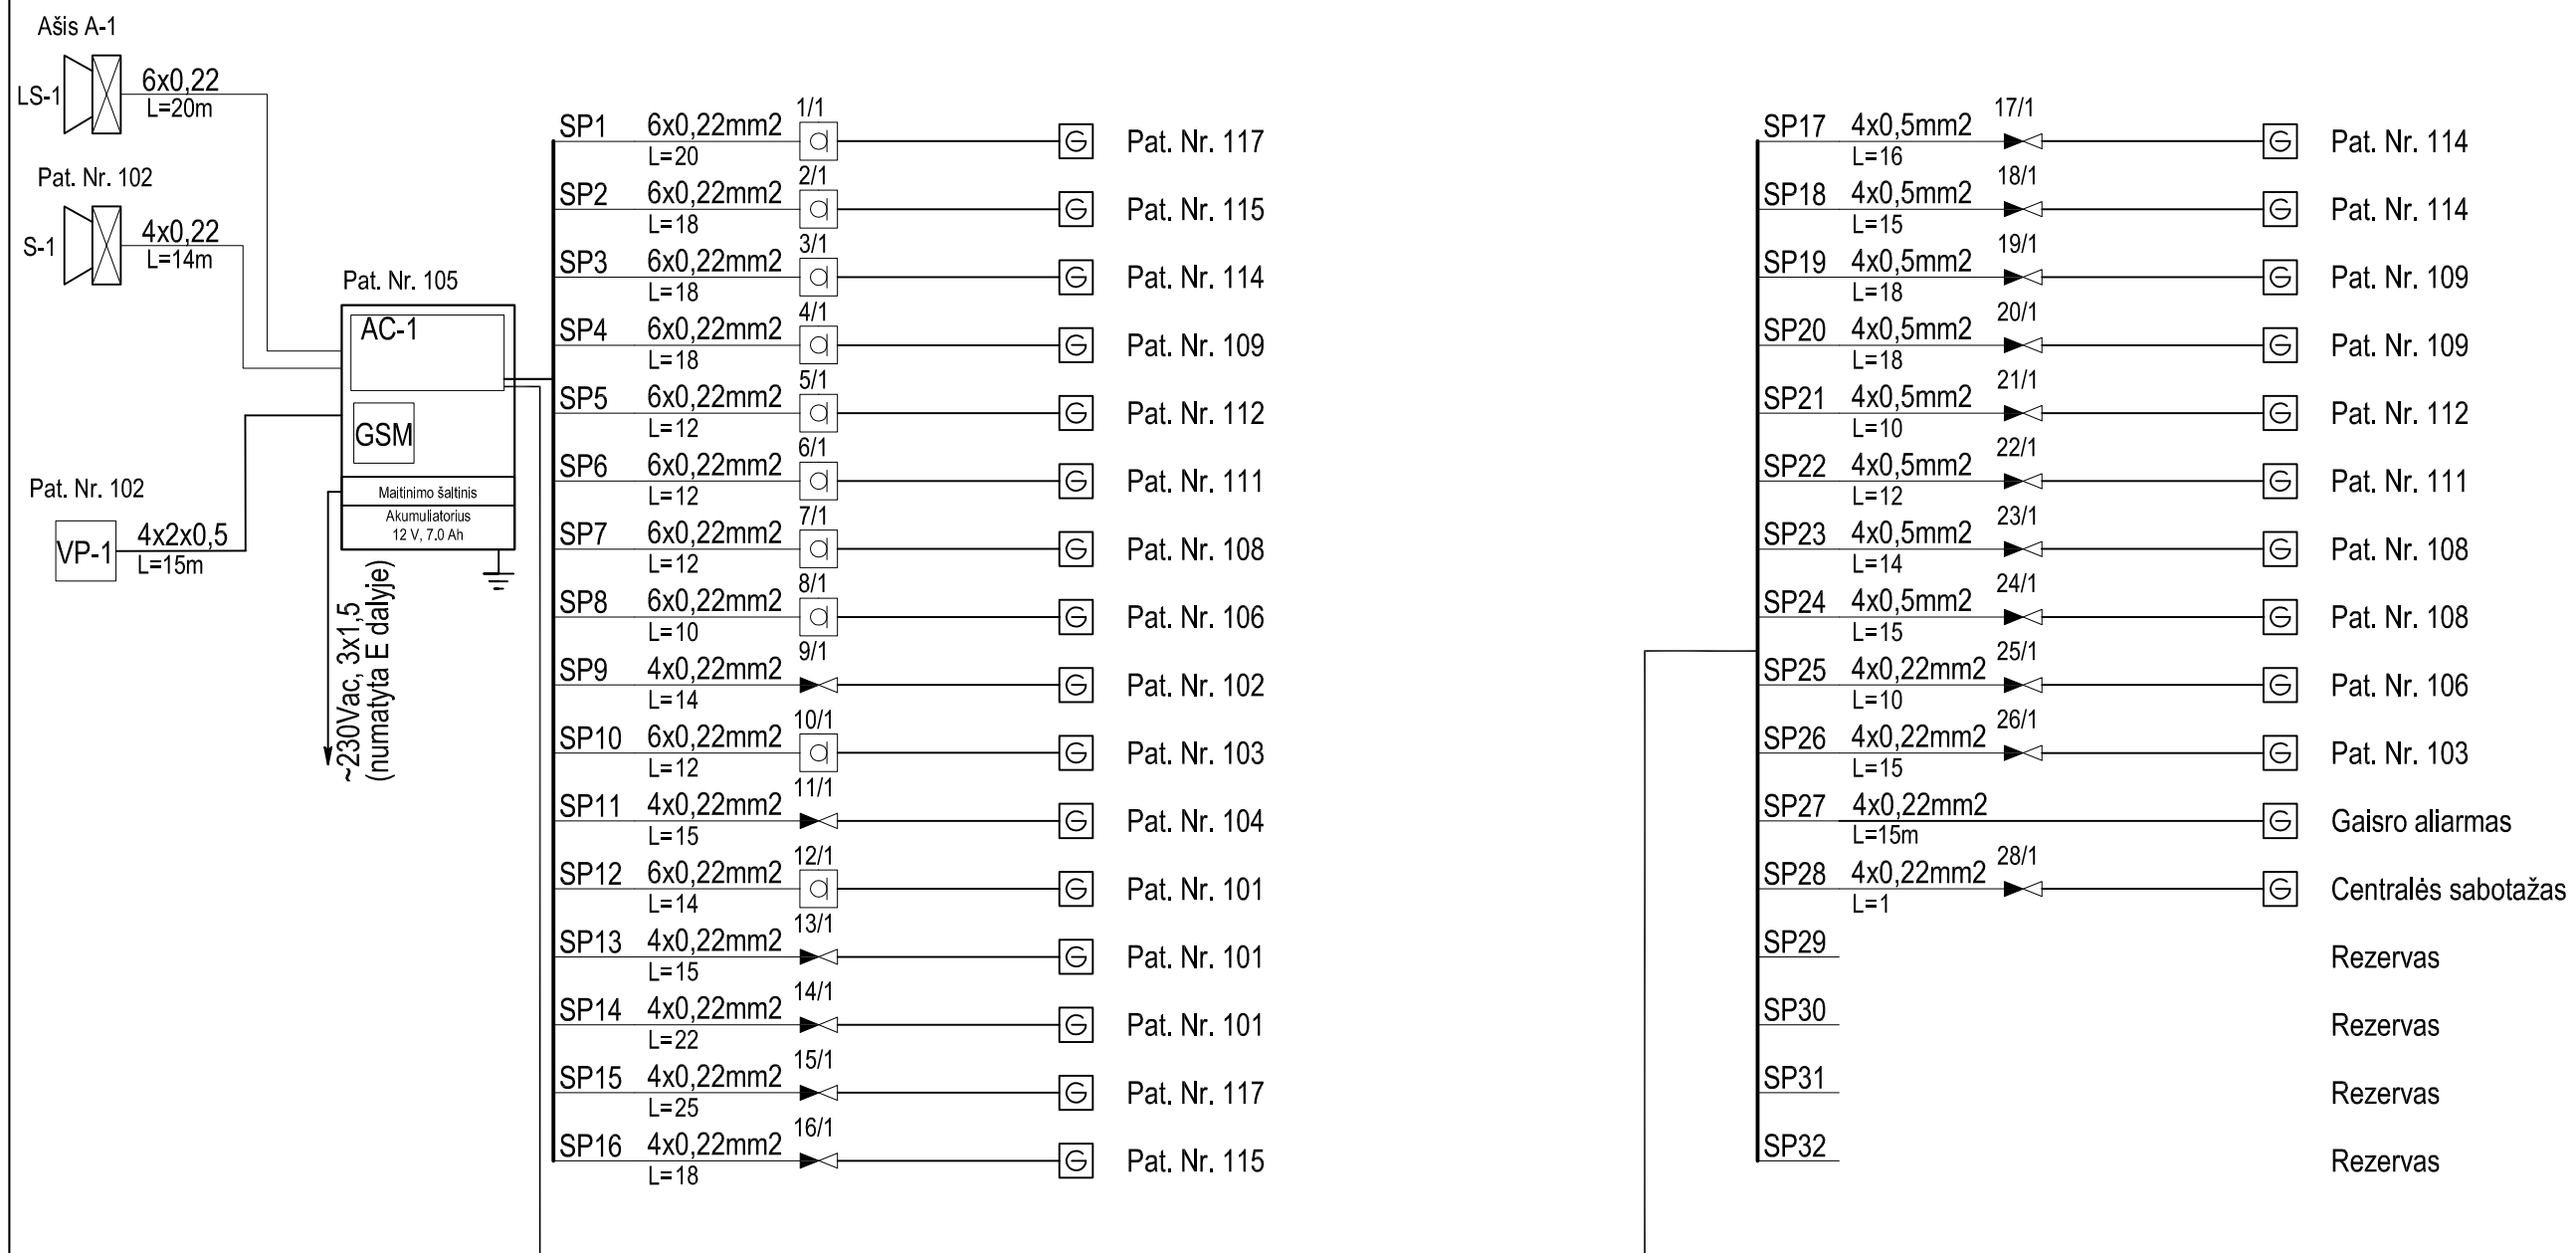 Ašis A-1
LS-1
6x0,22
L=20m
Pat. Nr. 102
S-1
4x0,22
L=14m
Pat. Nr. 105
AC-1
GSM
Maitinimo šaltinis
Akumuliatorius
12 V, 7.0 Ah
Pat. Nr. 102
VP-1
4x2x0,5
L=15m
~230Vac, 3x1,5
(numatyta E dalyje)
SP1 6x0,22mm2 1/1 Pat. Nr. 117
L=20
SP2 6x0,22mm2 2/1 Pat. Nr. 115
L=18
SP3 6x0,22mm2 3/1 Pat. Nr. 114
L=18
SP4 6x0,22mm2 4/1 Pat. Nr. 109
L=18
SP5 6x0,22mm2 5/1 Pat. Nr. 112
L=12
SP6 6x0,22mm2 6/1 Pat. Nr. 111
L=12
SP7 6x0,22mm2 7/1 Pat. Nr. 108
L=12
SP8 6x0,22mm2 8/1 Pat. Nr. 106
L=10
SP9 4x0,22mm2 9/1 Pat. Nr. 102
L=14
SP10 6x0,22mm2 10/1 Pat. Nr. 103
L=12
SP11 4x0,22mm2 11/1 Pat. Nr. 104
L=15
SP12 6x0,22mm2 12/1 Pat. Nr. 101
L=14
SP13 4x0,22mm2 13/1 Pat. Nr. 101
L=15
SP14 4x0,22mm2 14/1 Pat. Nr. 101
L=22
SP15 4x0,22mm2 15/1 Pat. Nr. 117
L=25
SP16 4x0,22mm2 16/1 Pat. Nr. 115
L=18
SP17 4x0,5mm2 17/1 Pat. Nr. 114
L=16
SP18 4x0,5mm2 18/1 Pat. Nr. 114
L=15
SP19 4x0,5mm2 19/1 Pat. Nr. 109
L=18
SP20 4x0,5mm2 20/1 Pat. Nr. 109
L=18
SP21 4x0,5mm2 21/1 Pat. Nr. 112
L=10
SP22 4x0,5mm2 22/1 Pat. Nr. 111
L=12
SP23 4x0,5mm2 23/1 Pat. Nr. 108
L=14
SP24 4x0,5mm2 24/1 Pat. Nr. 108
L=15
SP25 4x0,22mm2 25/1 Pat. Nr. 106
L=10
SP26 4x0,22mm2 26/1 Pat. Nr. 103
L=15
SP27 4x0,22mm2 Gaisro aliarmas
L=15m
SP28 4x0,22mm2 28/1 Centralės sabotažas
L=1
SP29 Rezervas
SP30 Rezervas
SP31 Rezervas
SP32 Rezervas